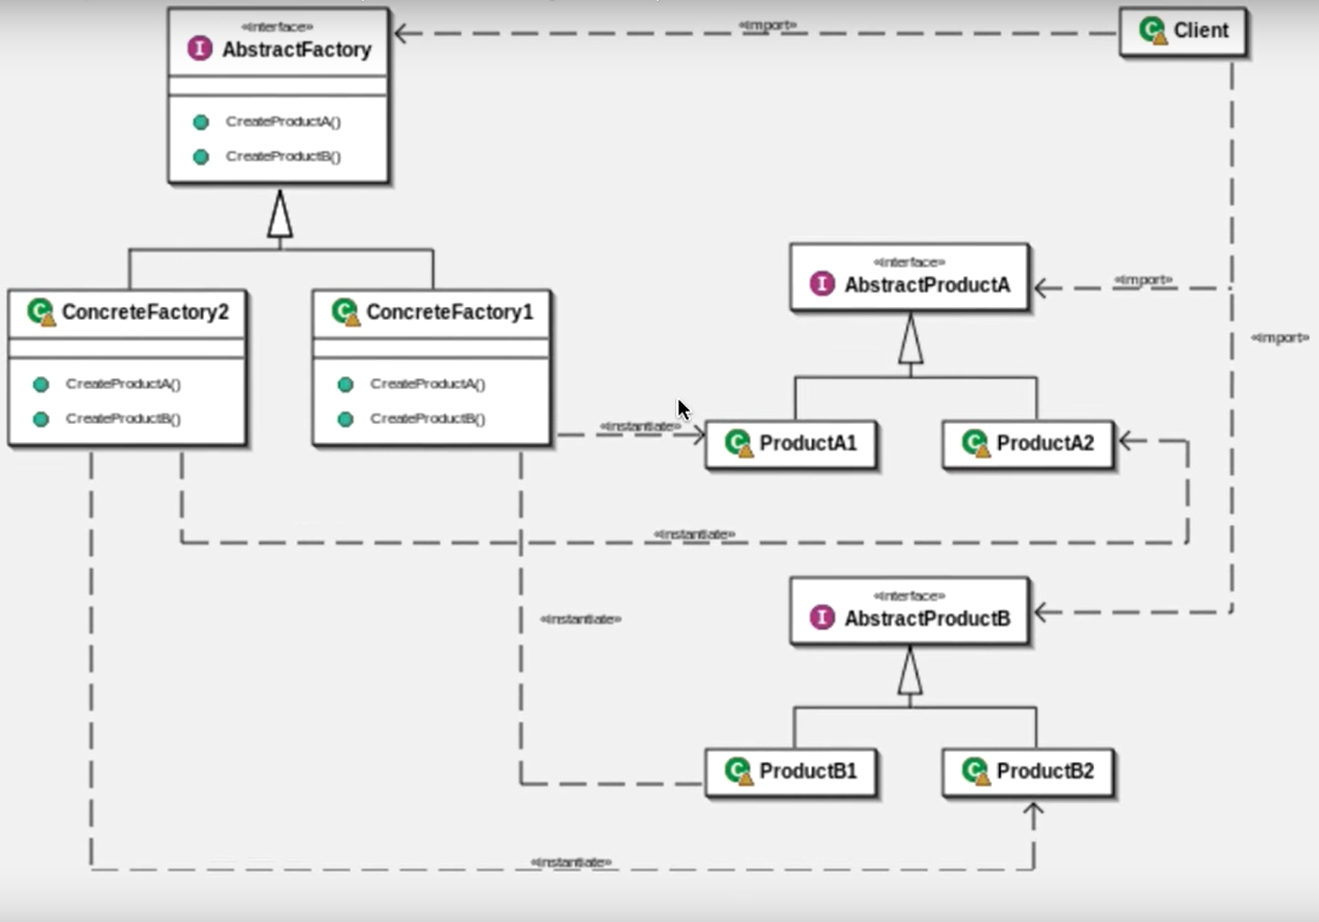 «interface»
AbstractFactory
CreateProductA()
CreateProductB()
«import»
Client
ConcreteFactory2
CreateProductA()
CreateProductB()
ConcreteFactory1
CreateProductA()
CreateProductB()
«interface»
AbstractProductA
«import»
«import»
«instantiate»
ProductA1
ProductA2
«instantiate»
«interface»
AbstractProductB
«instantiate»
ProductB1
ProductB2
«instantiate»